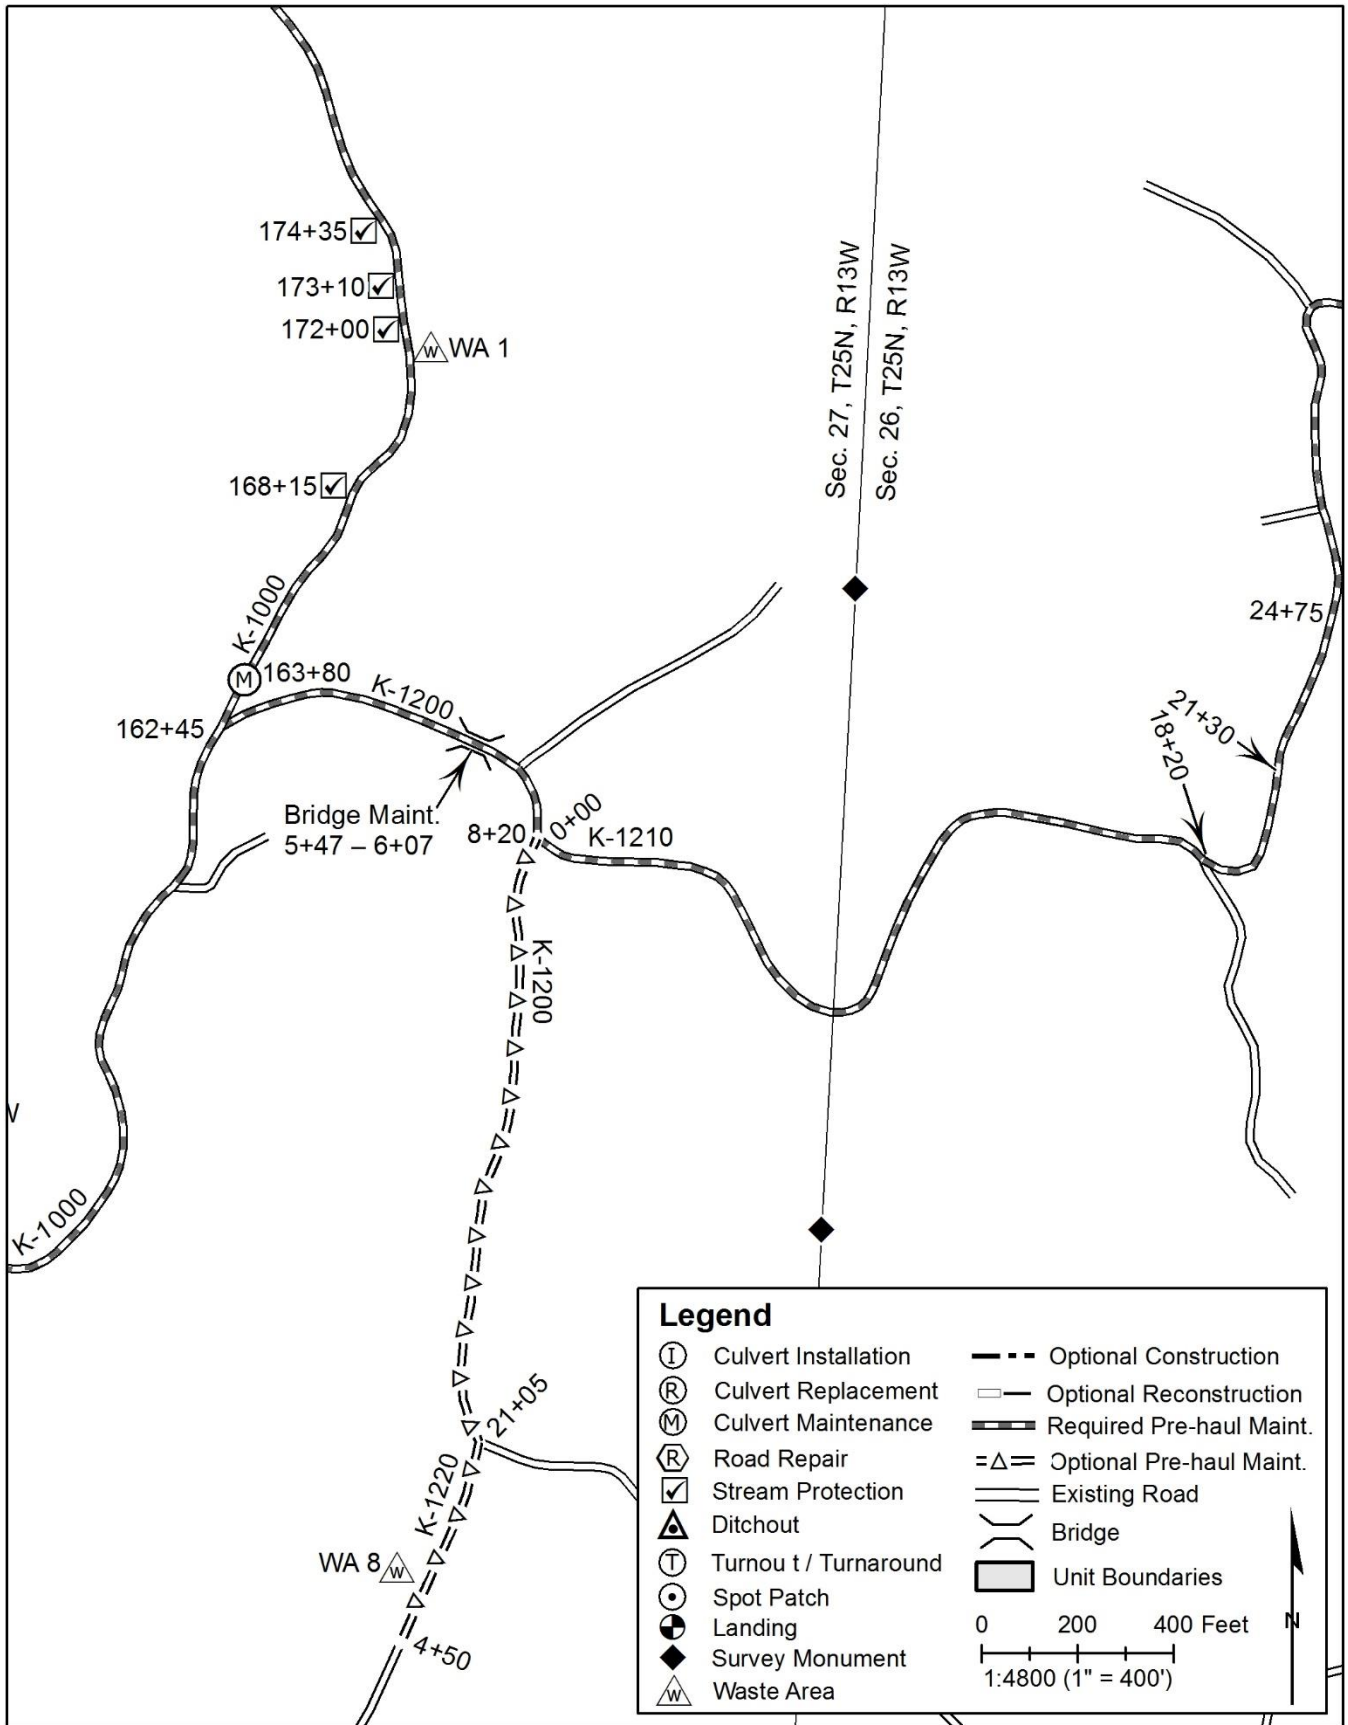 174+35
173+10
172+00
WA 1
Sec. 27, T25N, R13W
Sec. 26, T25N, R13W
168+15
K-1000
M 163+80
24+75
K-1200
162+45
21+30
78+20
Bridge Maint.
5+47 – 6+07
8+20
0+00
K-1210
K-1200
K-1000
21+05
K-1220
WA 8
4+50
W
W
Legend
I Culvert Installation
R Culvert Replacement
M Culvert Maintenance
R Road Repair
Stream Protection
Ditchout
T Turnou t / Turnaround
Spot Patch
Landing
Survey Monument
W Waste Area
Optional Construction
Optional Reconstruction
Required Pre-haul Maint.
Optional Pre-haul Maint.
Existing Road
Bridge
Unit Boundaries
0 200 400 Feet
1:4800 (1" = 400')
N